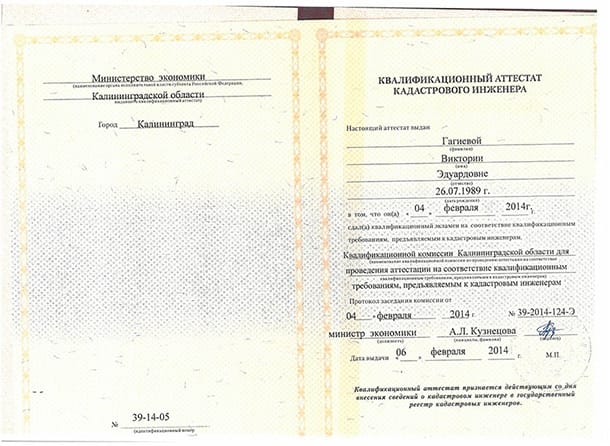 Министерство экономики
(наименование органа исполнительной власти субъекта Российской Федерации,
Калининградской области
выдавшего квалификационный аттестат)
Город Калининград
39-14-05
№
(идентификационный номер)
КВАЛИФИКАЦИОННЫЙ АТТЕСТАТ
КАДАСТРОВОГО ИНЖЕНЕРА
Настоящий аттестат выдан
Гагиевой
(фамилия)
Виктории
(имя)
Эдуардовне
(отчество)
26.07.1989 г.
(дата рождения)
в том, что он(а) « 04 » февраля 2014г.
сдал(а) квалификационный экзамен на соответствие квалификационным
требованиям, предъявляемым к кадастровым инженерам.
Квалификационной комиссии Калининградской области для
(наименование квалификационной комиссии по проведению аттестации на соответствие
проведения аттестации на соответствие квалификационным
квалификационным требованиям, предъявляемым к кадастровым инженерам)
требованиям, предъявляемым к кадастровым инженерам
Протокол заседания комиссии от
«04» февраля 2014 г. № 39-2014-124-Э
министр экономики А.Л. Кузнецова
(должность) (инициалы, фамилия) (подпись)
Дата выдачи «06» февраля 2014 г. М.П.
Квалификационный аттестат признается действующим со дня
внесения сведений о кадастровом инженере в государственный
реестр кадастровых инженеров.